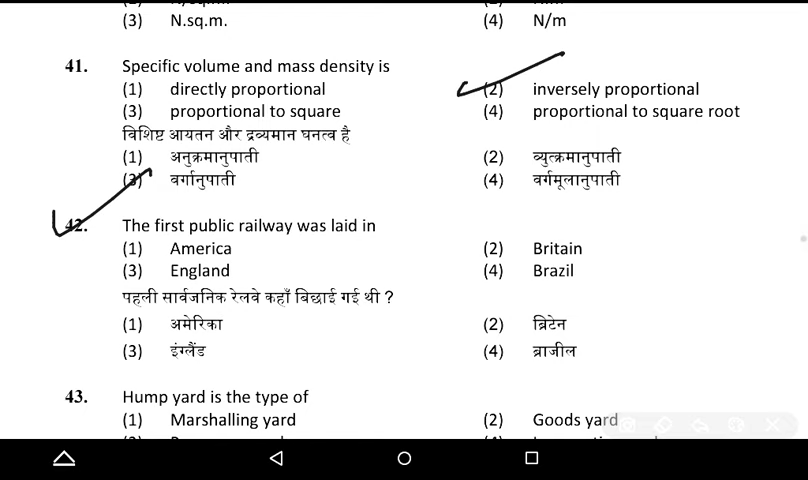 (3) N.sq.m. (4) N/m
41. Specific volume and mass density is
(1) directly proportional (2) inversely proportional
(3) proportional to square (4) proportional to square root
विशिष्ट आयतन और द्रव्यमान घनत्व है
(1) अनुक्रमानुपाती (2) व्युत्क्रमानुपाती
(3) वर्गानुपाती (4) वर्गमूलानुपाती
42. The first public railway was laid in
(1) America (2) Britain
(3) England (4) Brazil
पहली सार्वजनिक रेलवे कहाँ बिछाई गई थी ?
(1) अमेरिका (2) ब्रिटेन
(3) इंग्लैंड (4) ब्राजील
43. Hump yard is the type of
(1) Marshalling yard (2) Goods yard